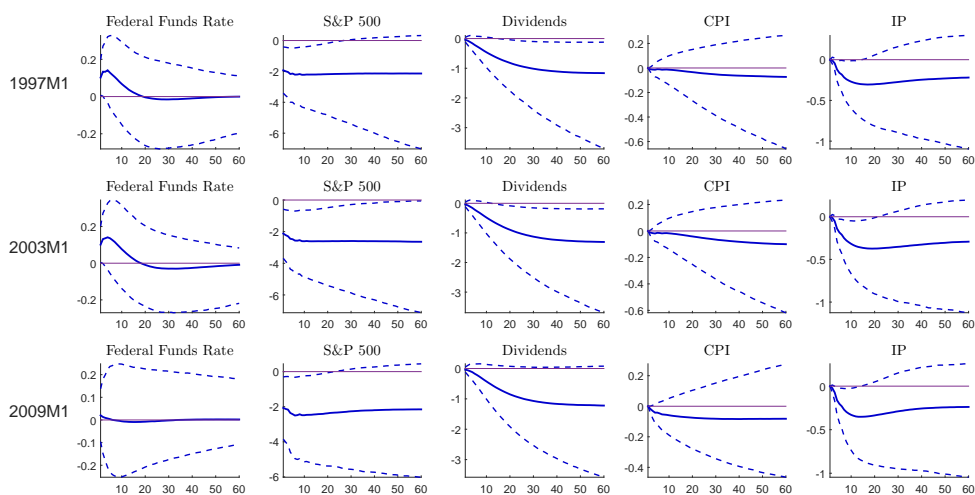 Federal Funds Rate S&P 500 Dividends CPI IP
1997M1
0.2 0 -0.2
10 20 30 40 50 60
0 -2 -4 -6
10 20 30 40 50 60
0 -1 -2 -3
10 20 30 40 50 60
0.2 0 -0.2 -0.4 -0.6
10 20 30 40 50 60
0 -0.5 -1
10 20 30 40 50 60
Federal Funds Rate S&P 500 Dividends CPI IP
2003M1
0.2 0 -0.2
10 20 30 40 50 60
0 -2 -4 -6
10 20 30 40 50 60
0 -1 -2 -3
10 20 30 40 50 60
0.2 0 -0.2 -0.4 -0.6
10 20 30 40 50 60
0 -0.5 -1
10 20 30 40 50 60
Federal Funds Rate S&P 500 Dividends CPI IP
2009M1
0.2 0.1 0 -0.1 -0.2
10 20 30 40 50 60
0 -2 -4 -6
10 20 30 40 50 60
0 -1 -2 -3
10 20 30 40 50 60
0.2 0 -0.2 -0.4
10 20 30 40 50 60
0 -0.5 -1
10 20 30 40 50 60